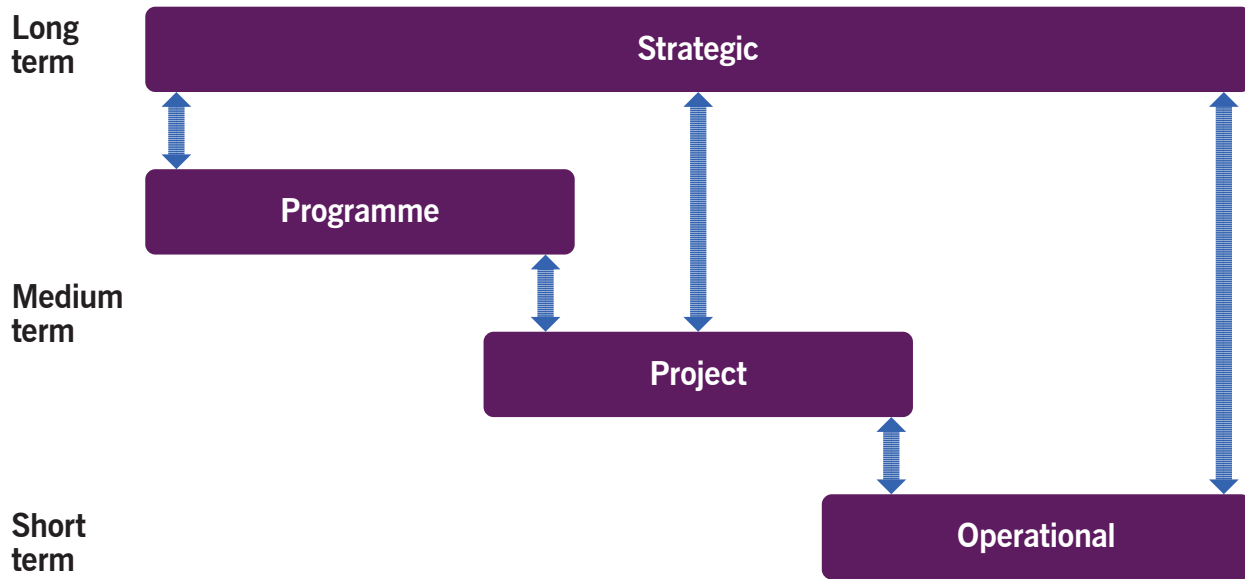 Long
term
Strategic
Programme
Medium
term
Project
Short
term
Operational